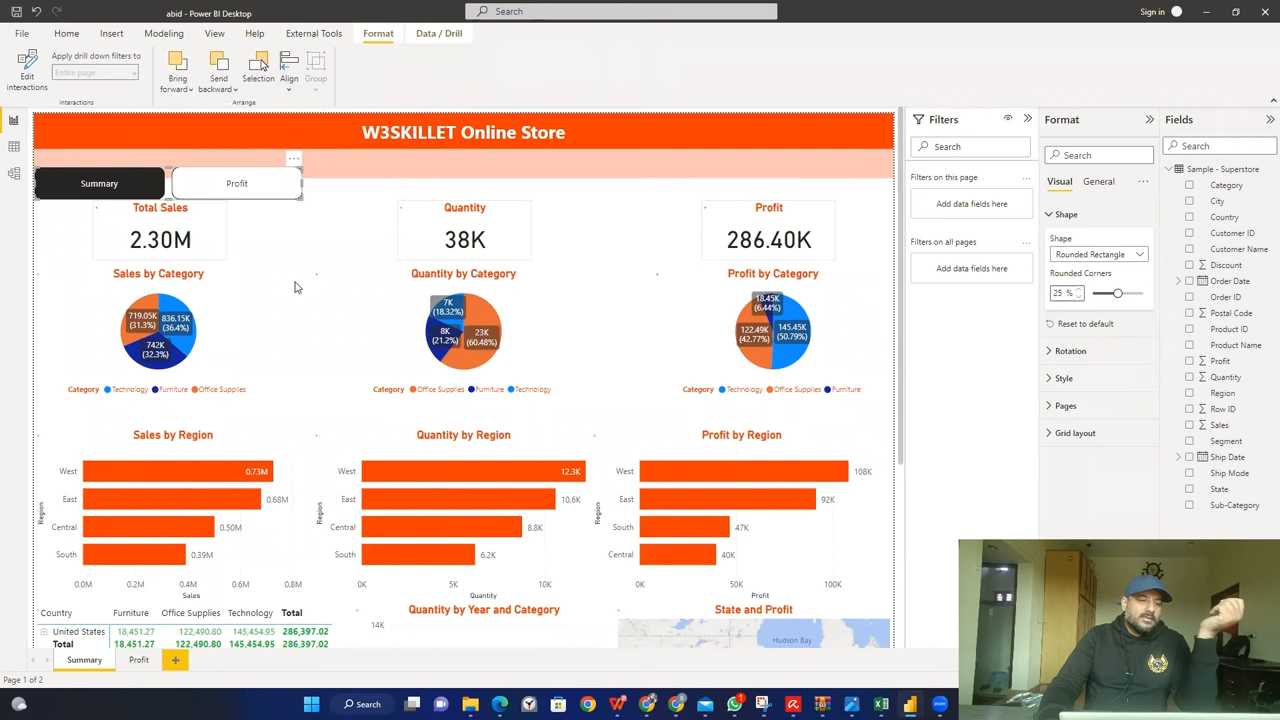 abid - Power BI Desktop
Search
Sign in
File
Home
Insert
Modeling
View
Help
External Tools
Format
Data / Drill
Edit interactions
Apply drill down filters to
Entire page
Bring forward
Send backward
Selection
Align
Group
Interactions
Arrange
W3SKILLET Online Store
Summary
Profit
Total Sales
2.30M
Quantity
38K
Profit
286.40K
Sales by Category
719.05K (31.3%)
836.15K (36.4%)
742K (32.3%)
Category Technology Furniture Office Supplies
Quantity by Category
7K (18.32%)
8K (21.2%)
23K (60.48%)
Category Office Supplies Furniture Technology
Profit by Category
18.45K (6.44%)
122.49K (42.77%)
145.45K (50.79%)
Category Technology Office Supplies Furniture
Sales by Region
Region
West 0.73M
East 0.68M
Central 0.50M
South 0.39M
0.0M 0.2M 0.4M 0.6M 0.8M
Sales
Quantity by Region
Region
West 12.3K
East 10.6K
Central 8.8K
South 6.2K
0K 5K 10K
Quantity
Profit by Region
Region
West 108K
East 92K
South 47K
Central 40K
0K 50K 100K
Profit
Country Furniture Office Supplies Technology Total
United States 18,451.27 122,490.80 145,454.95 286,397.02
Total 18,451.27 122,490.80 145,454.95 286,397.02
Quantity by Year and Category
14K
State and Profit
Hudson Bay
Filters
Search
Filters on this page
Add data fields here
Filters on all pages
Add data fields here
Format
Search
Visual
General
Shape
Shape
Rounded Rectangle
Rounded Corners
25 %
Reset to default
Rotation
Style
Pages
Grid layout
Fields
Search
Sample - Superstore
Category
City
Country
Customer ID
Customer Name
Discount
Order Date
Order ID
Postal Code
Product ID
Product Name
Profit
Quantity
Region
Row ID
Sales
Segment
Ship Date
Ship Mode
State
Sub-Category
Summary
Profit
Page 1 of 2
Search